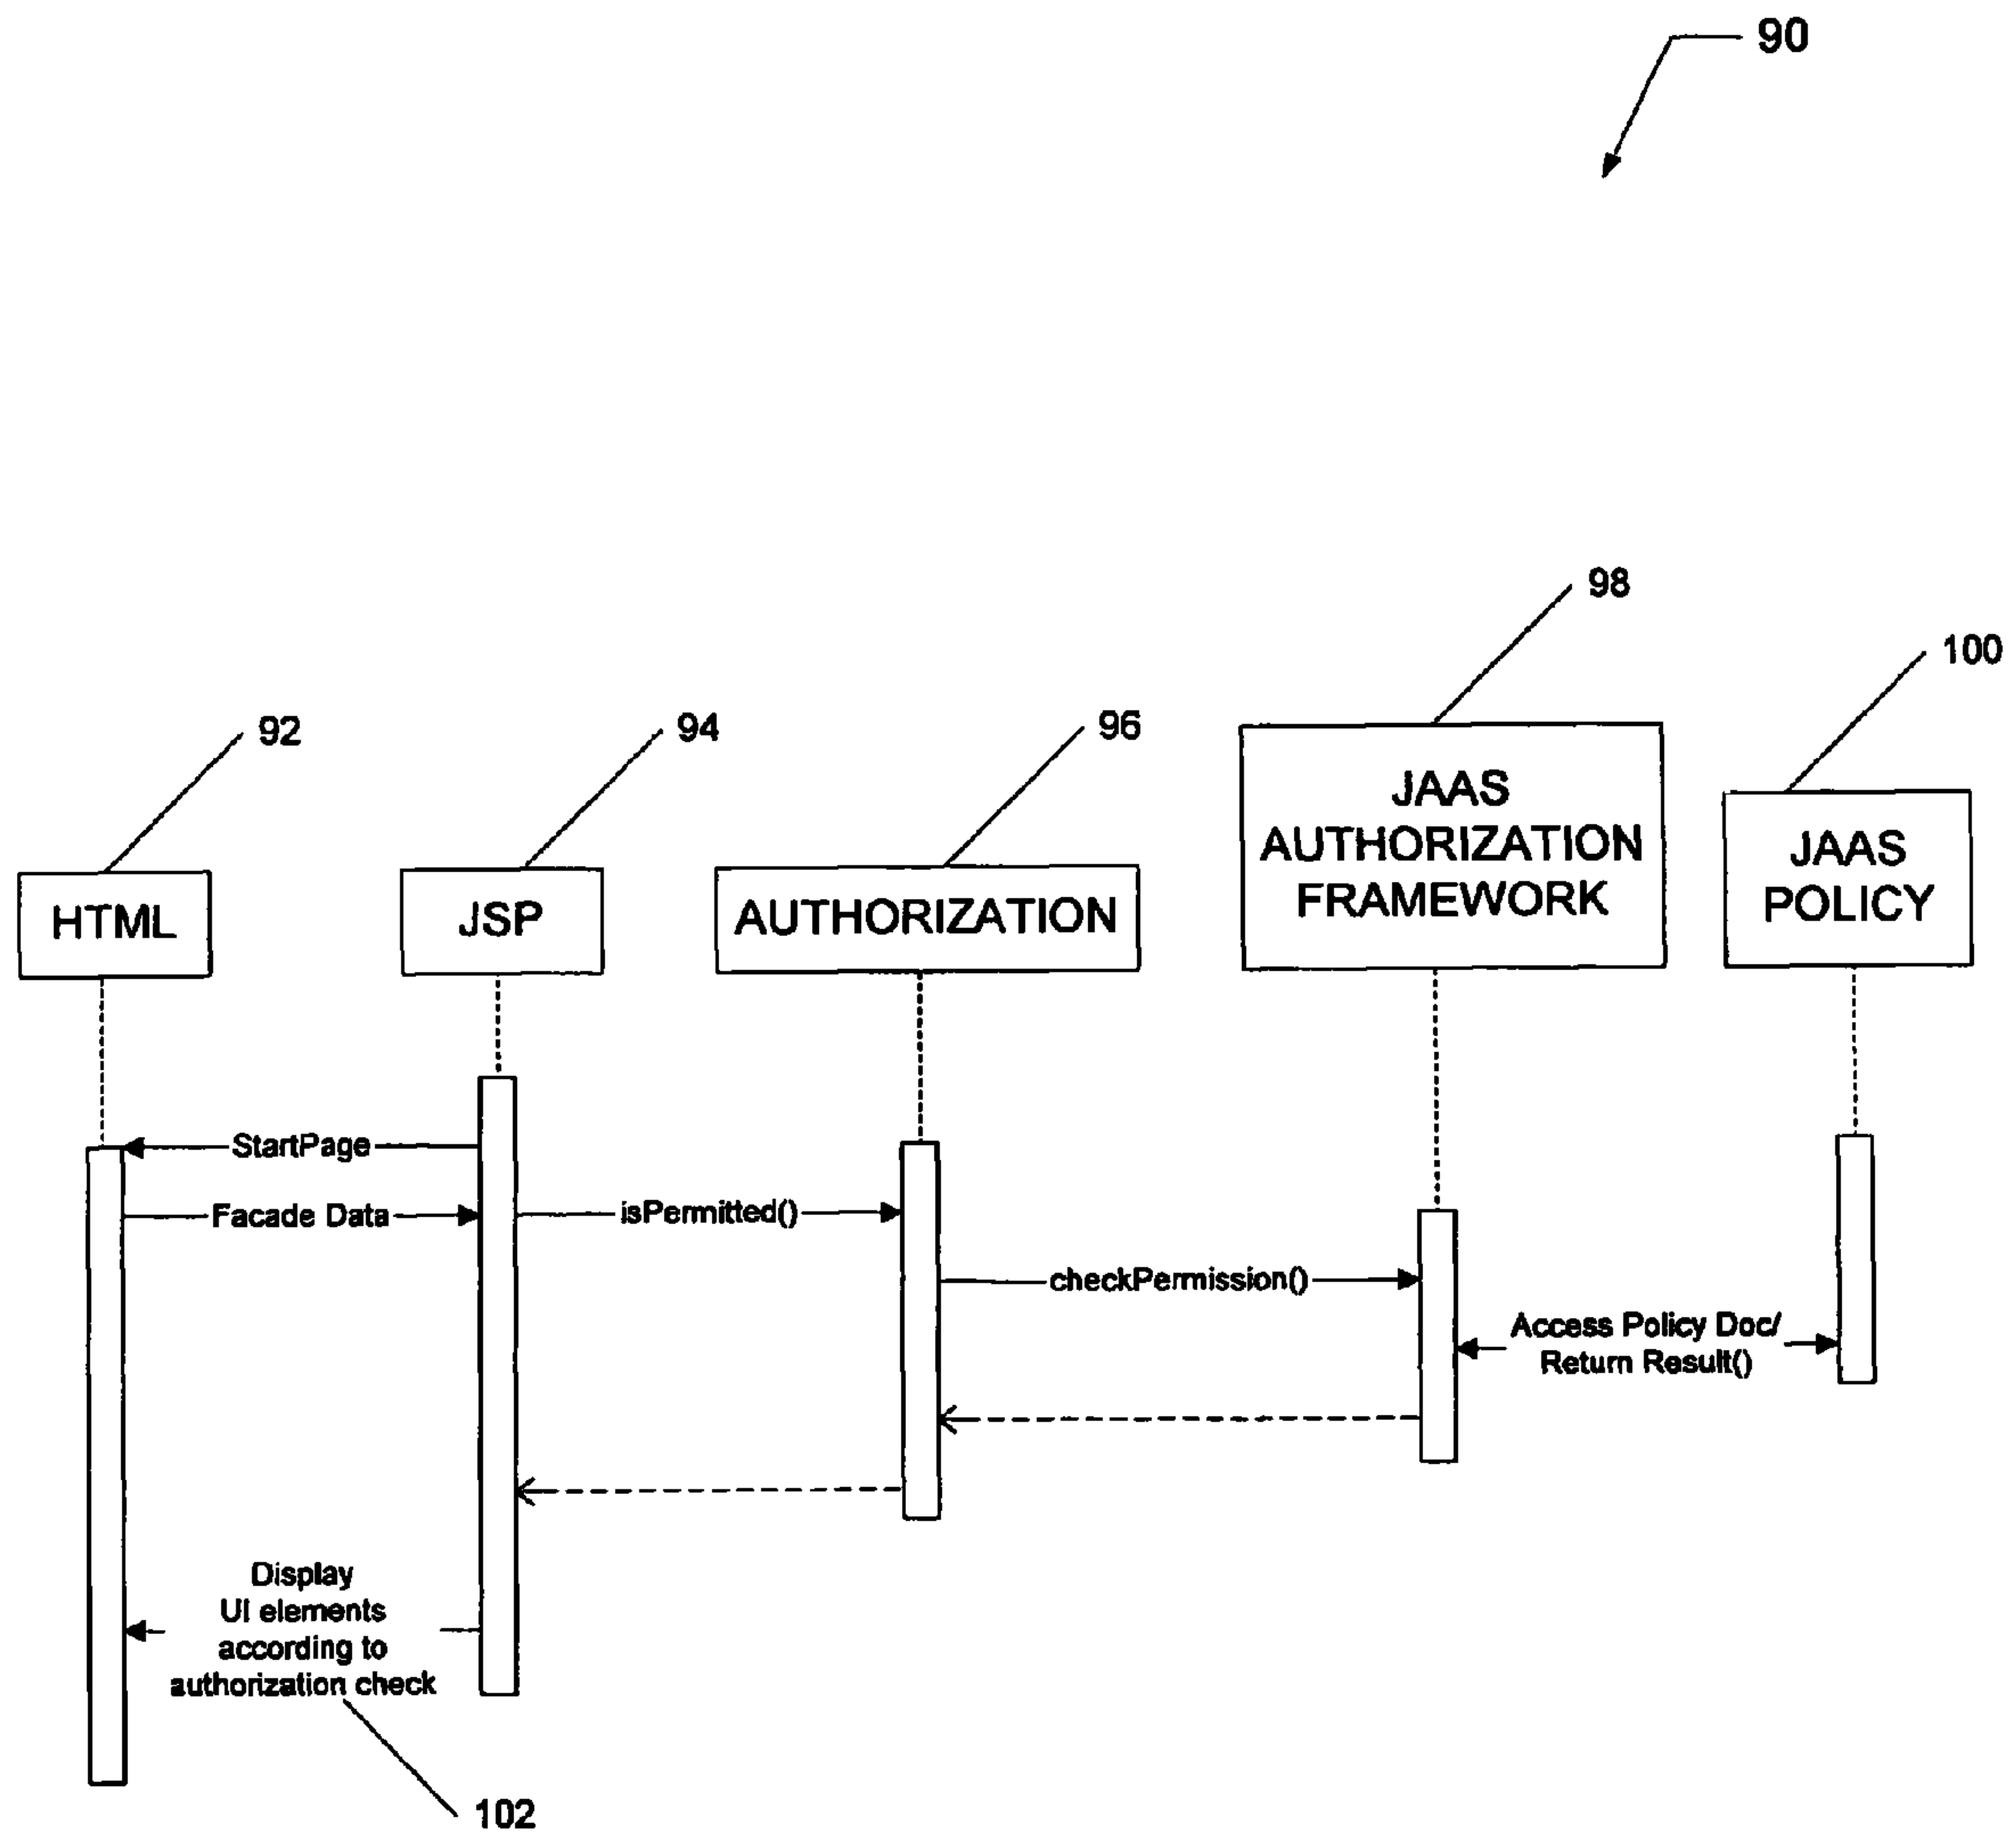 90
98
100
92
94
96
JAAS
AUTHORIZATION
FRAMEWORK
JAAS
POLICY
HTML
JSP
AUTHORIZATION
StartPage
Facade Data
isPermitted()
checkPermission()
Access Policy Doc/
Return Result()
Display
UI elements
according to
authorization check
102